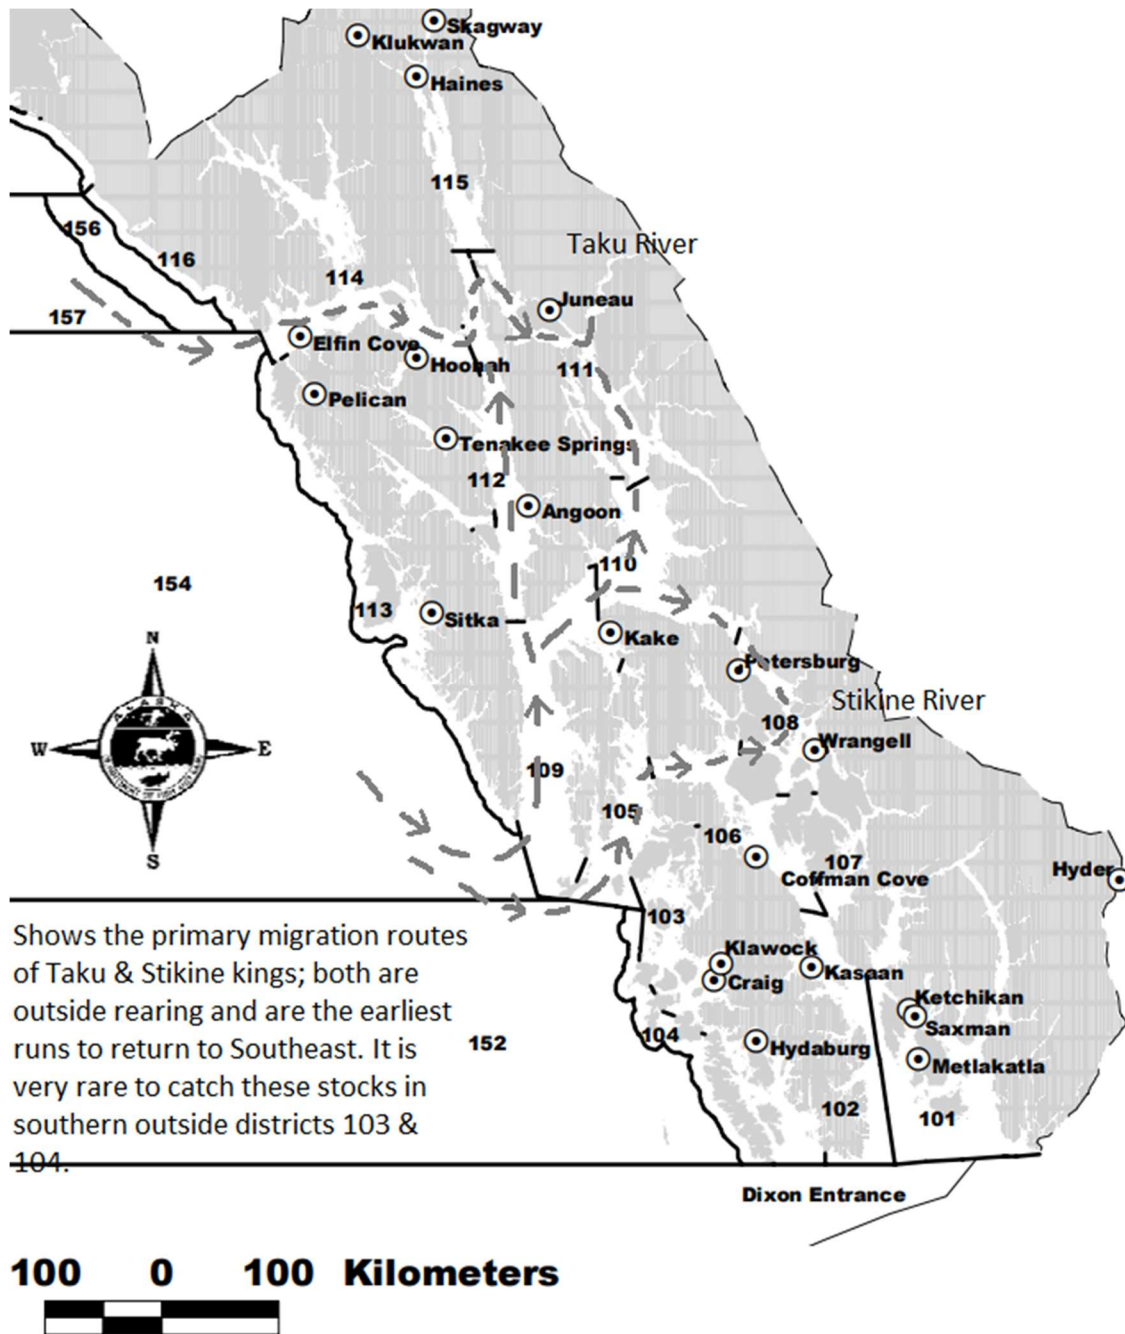 Skagway
Klukwan
Haines
115
Taku River
156
116
114
Juneau
157
Elfin Cove
Hoonah
111
Pelican
Tenakee Springs
112
Angoon
110
154
113
Sitka
Kake
N
Petersburg
Stikine River
ALASKA
108
W
E
Wrangell
109
S
105
106
107
Coffman Cove
Hyder
103
Shows the primary migration routes
of Taku & Stikine kings; both are
outside rearing and are the earliest
runs to return to Southeast. It is
very rare to catch these stocks in
southern outside districts 103 &
104.
Klawock
Craig
Kasaan
Ketchikan
Saxman
152
104
Hydaburg
Metlakatla
102
101
Dixon Entrance
100 0 100 Kilometers